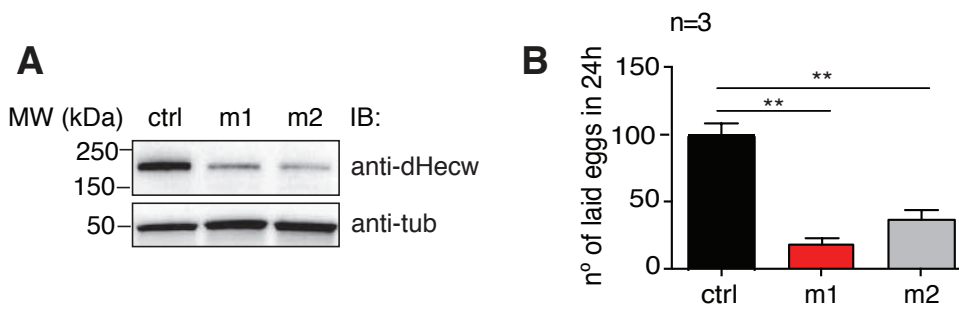 A
MW (kDa) ctrl m1 m2 IB:
250
150
anti-dHecw
50
anti-tub
B
n=3
nº of laid eggs in 24h
150
100
50
0
**
**
ctrl m1 m2